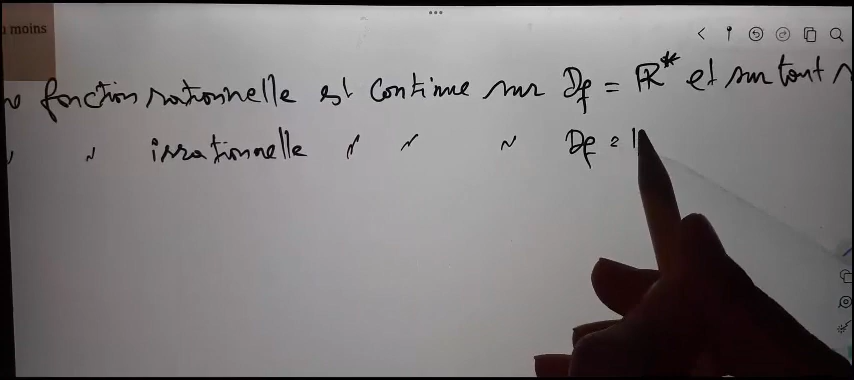 moins
fonction rationnelle est continue sur Df = ℝ* et sur tout
〃 〃 irrationnelle 〃 〃 〃 Df =